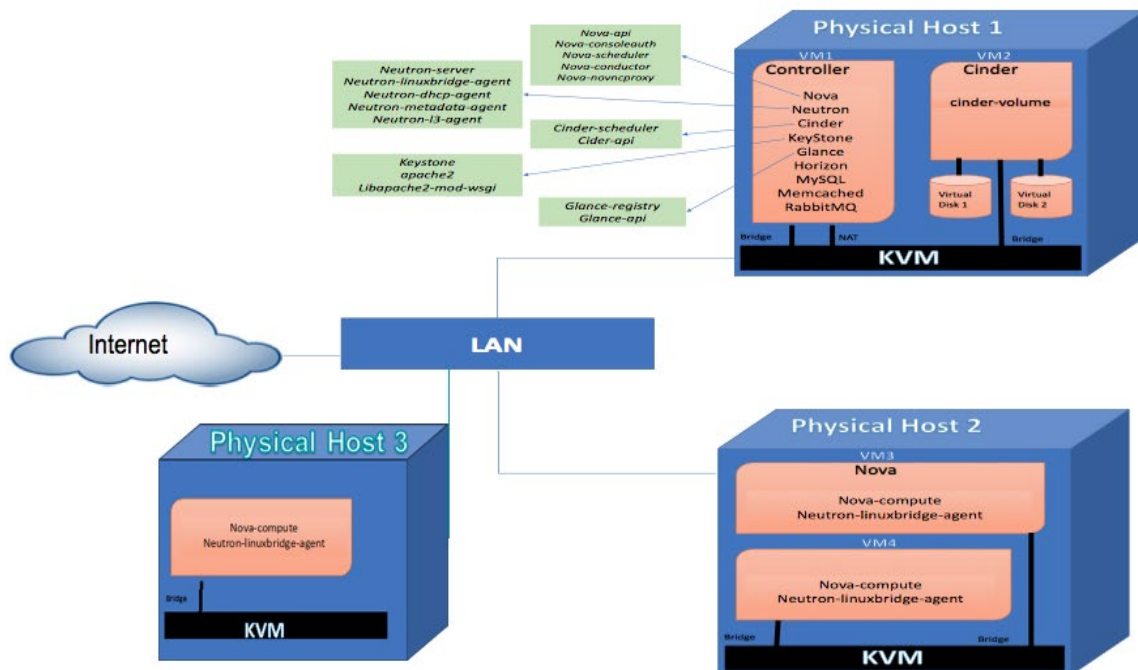 Nova-api
Nova-consoleauth
Nova-scheduler
Nova-conductor
Nova-novncproxy
Neutron-server
Neutron-linuxbridge-agent
Neutron-dhcp-agent
Neutron-metadata-agent
Neutron-l3-agent
Cinder-scheduler
Cider-api
Keystone
apache2
Libapache2-mod-wsgi
Glance-registry
Glance-api
Physical Host 1
VM1
Controller
Nova
Neutron
Cinder
KeyStone
Glance
Horizon
MySQL
Memcached
RabbitMQ
VM2
Cinder
cinder-volume
Virtual
Disk 1
Virtual
Disk 2
Bridge
NAT
Bridge
KVM
Internet
LAN
Physical Host 3
Nova-compute
Neutron-linuxbridge-agent
Bridge
KVM
Physical Host 2
VM3
Nova
Nova-compute
Neutron-linuxbridge-agent
VM4
Nova-compute
Neutron-linuxbridge-agent
Bridge
Bridge
KVM